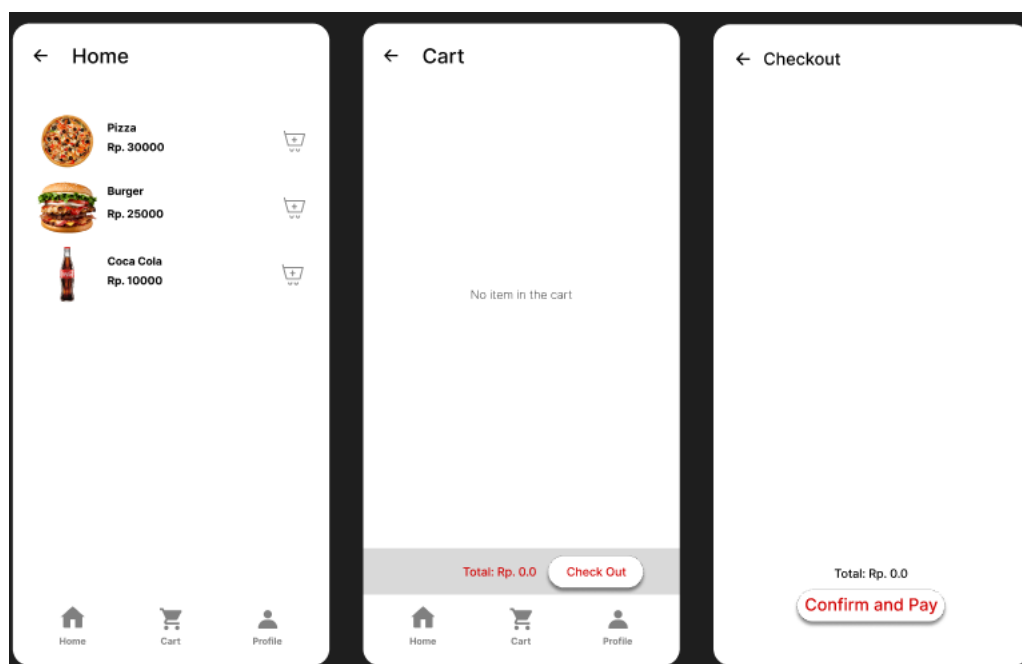 Home
Pizza
Rp. 30000
Burger
Rp. 25000
Coca Cola
Rp. 10000
Home Cart Profile
Cart
No item in the cart
Total: Rp. 0.0 Check Out
Home Cart Profile
Checkout
Total: Rp. 0.0
Confirm and Pay